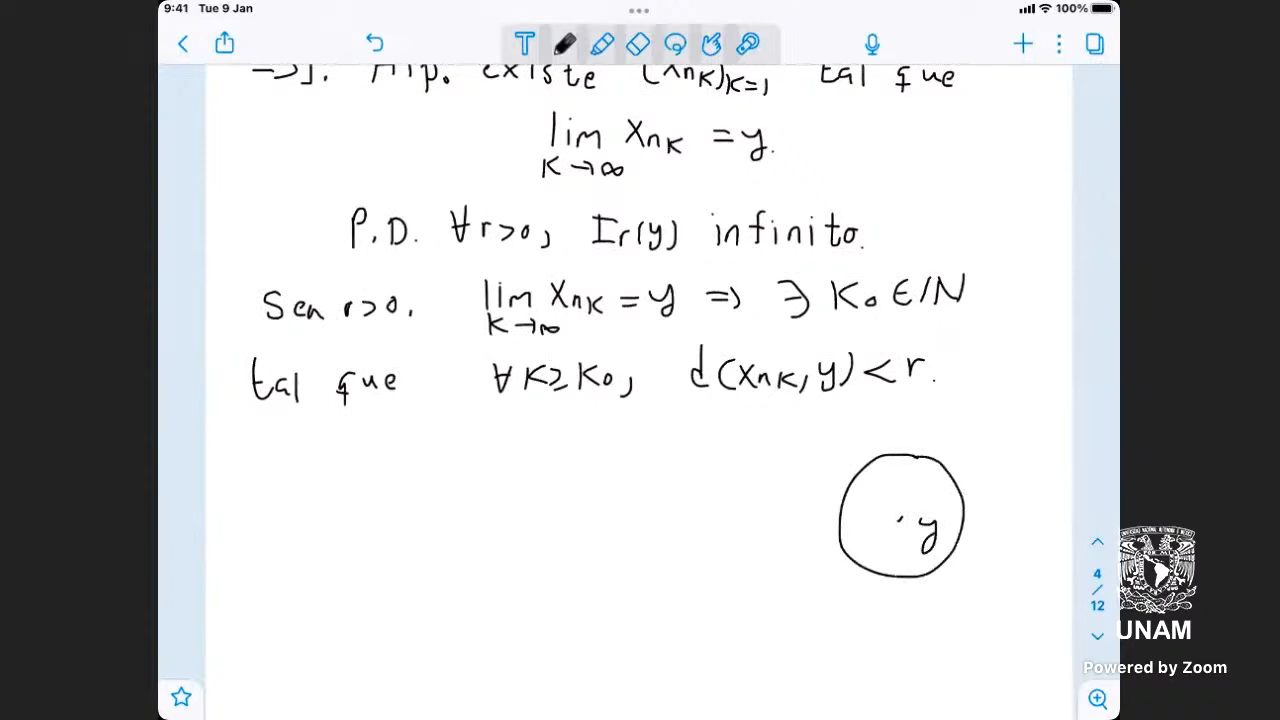 9:41 Tue 9 Jan 100%
⇒]. Hip. existe (x_{n_k})_{k=1} tal que
lim_{k→∞} x_{n_k} = y.
P.D. ∀r>0, I_r(y) infinito.
Sea r>0. lim_{k→∞} x_{n_k} = y ⇒ ∃ K_0 ∈ ℕ
tal que ∀K≥K_0, d(x_{n_k}, y) < r.
y
4
/
12
UNAM
Powered by Zoom